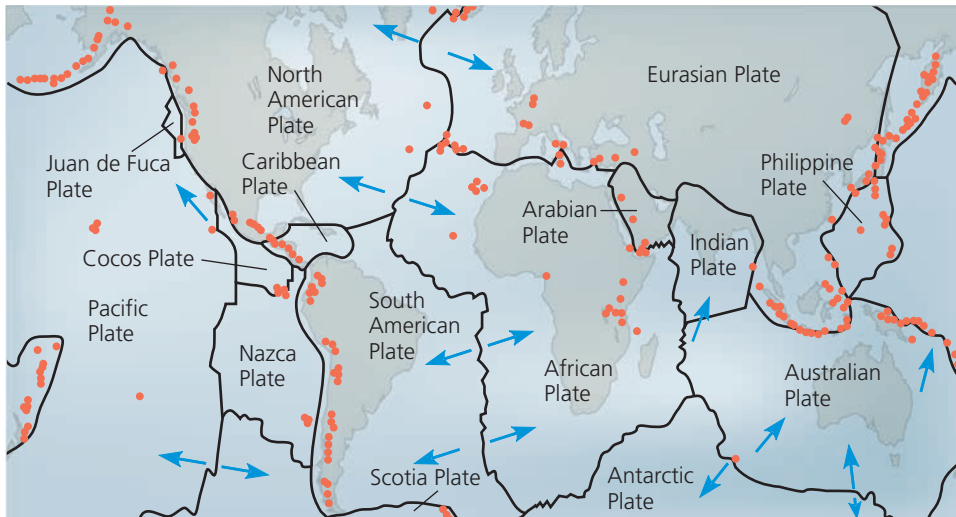 North
American
Plate
Eurasian Plate
Juan de Fuca
Plate
Caribbean
Plate
Philippine
Plate
Arabian
Plate
Indian
Plate
Cocos Plate
Pacific
Plate
South
American
Plate
Nazca
Plate
African
Plate
Australian
Plate
Scotia Plate
Antarctic
Plate